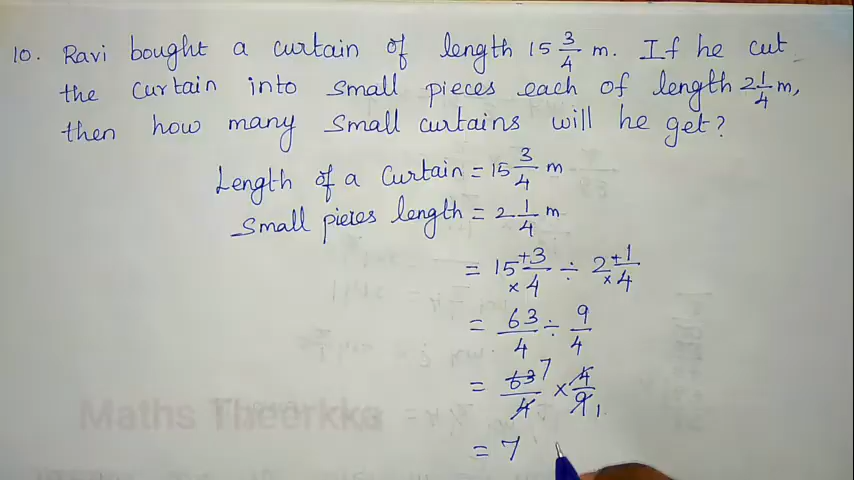 10. Ravi bought a curtain of length 15 3/4 m. If he cut
the curtain into small pieces each of length 2 1/4 m,
then how many small curtains will he get?
Length of a curtain = 15 3/4 m
Small pieces length = 2 1/4 m
= 15 +3/×4 ÷ 2 +1/×4
= 63/4 ÷ 9/4
= 63 7/4 × 4/9 1
= 7
Maths Theerkka